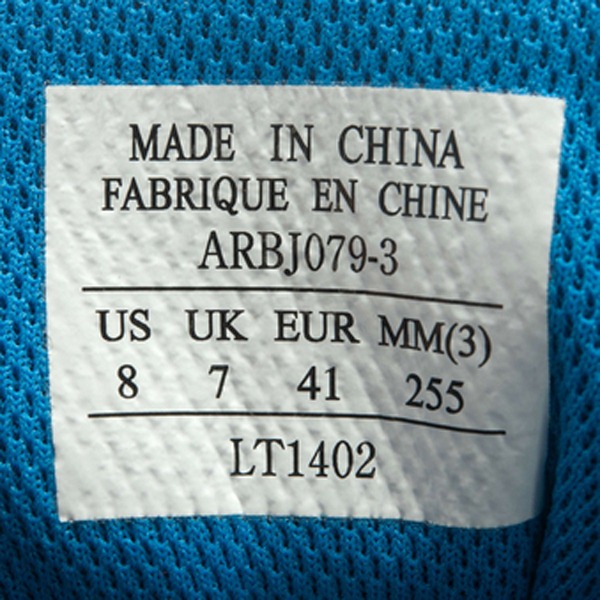 MADE IN CHINA
FABRIQUE EN CHINE
ARBJ079-3
US UK EUR MM(3)
8 7 41 255
LT1402